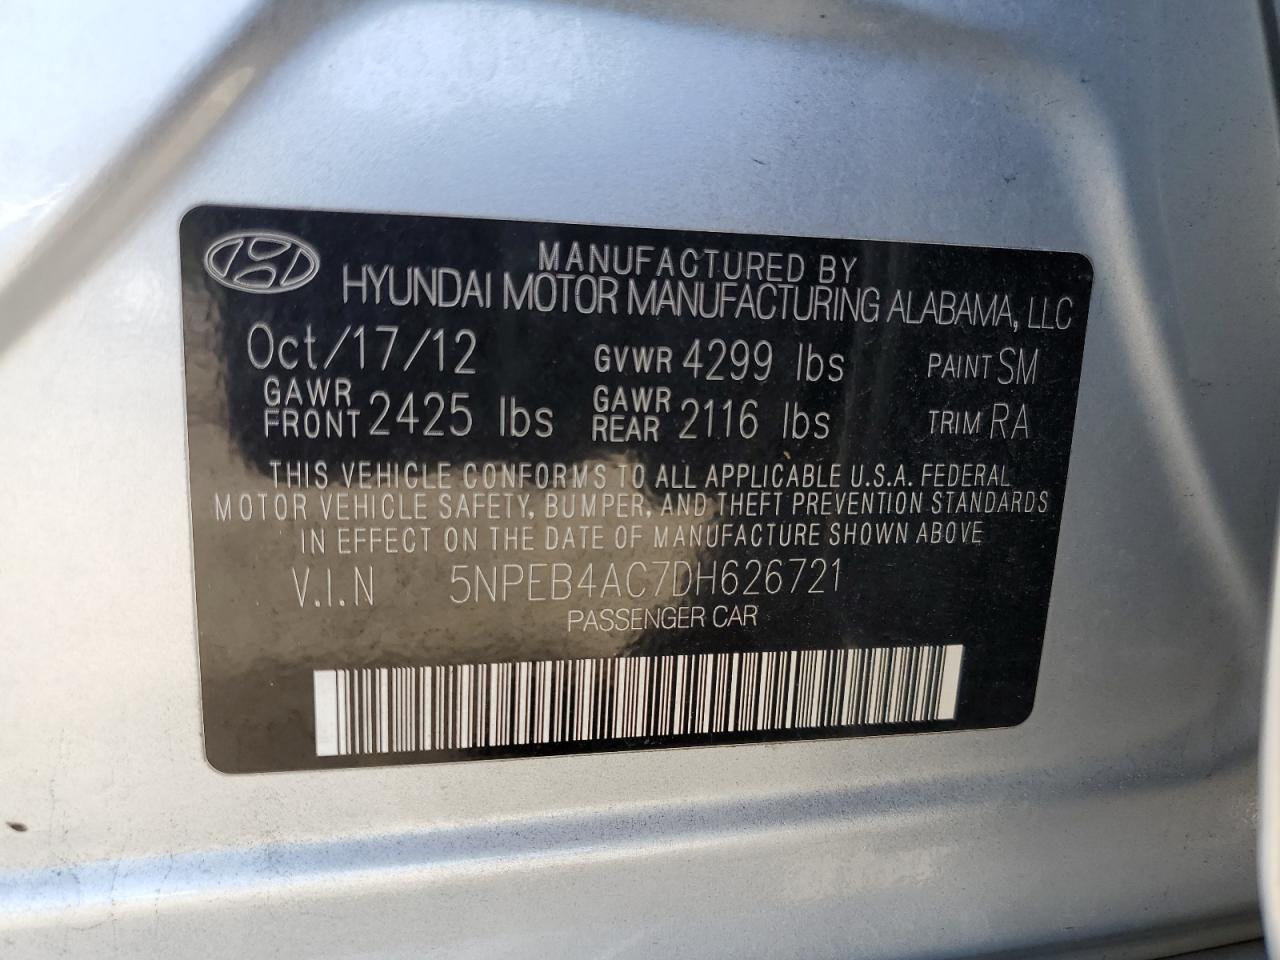 MANUFACTURED BY
HYUNDAI MOTOR MANUFACTURING ALABAMA, LLC
Oct/17/12 GVWR 4299 lbs PAINT SM
GAWR FRONT 2425 lbs GAWR REAR 2116 lbs TRIM RA
THIS VEHICLE CONFORMS TO ALL APPLICABLE U.S.A. FEDERAL
MOTOR VEHICLE SAFETY, BUMPER, AND THEFT PREVENTION STANDARDS
IN EFFECT ON THE DATE OF MANUFACTURE SHOWN ABOVE
V.I.N 5NPEB4AC7DH626721
PASSENGER CAR